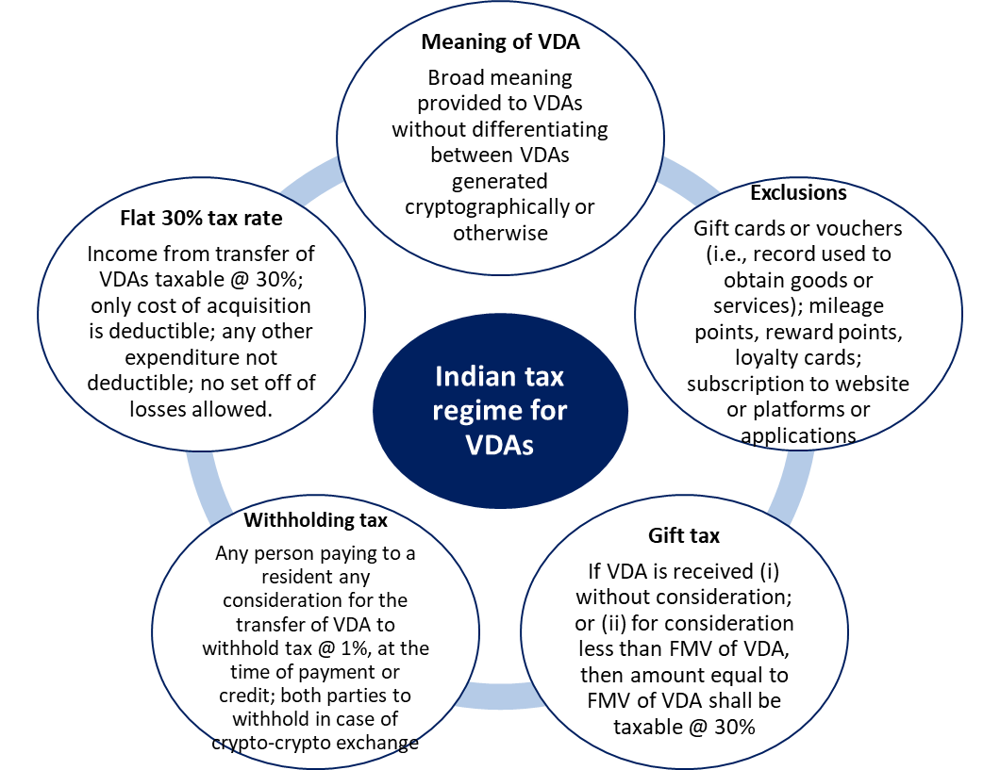 Meaning of VDA
Broad meaning
provided to VDAs
without differentiating
between VDAs
generated
cryptographically or
otherwise
Exclusions
Gift cards or vouchers
(i.e., record used to
obtain goods or
services); mileage
points, reward points,
loyalty cards;
subscription to website
or platforms or
applications
Gift tax
If VDA is received (i)
without consideration;
or (ii) for consideration
less than FMV of VDA,
then amount equal to
FMV of VDA shall be
taxable @ 30%
Withholding tax
Any person paying to a
resident any
consideration for the
transfer of VDA to
withhold tax @ 1%, at the
time of payment or
credit; both parties to
withhold in case of
crypto-crypto exchange
Flat 30% tax rate
Income from transfer of
VDAs taxable @ 30%;
only cost of acquisition
is deductible; any other
expenditure not
deductible; no set off of
losses allowed.
Indian tax
regime for
VDAs